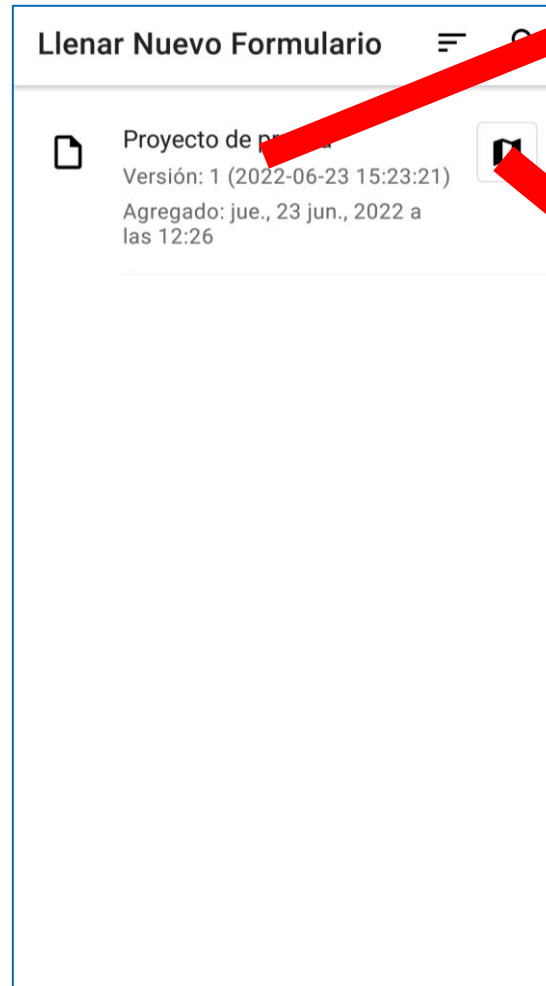 Llenar Nuevo Formulario
Proyecto de
Versión: 1 (2022-06-23 15:23:21)
Agregado: jue., 23 jun., 2022 a
las 12:26